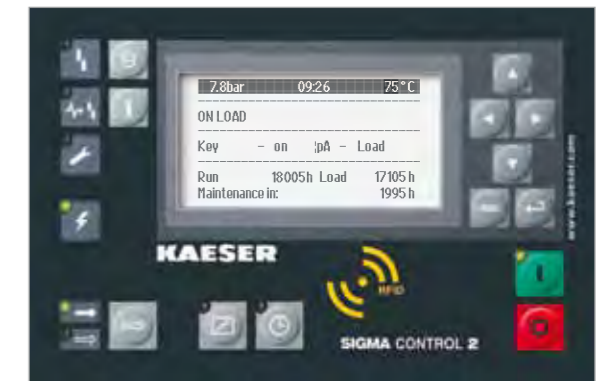 7.8bar 09:26 75°C
ON LOAD
Key - on ¦pA - Load
Run 18005h Load 17105h
Maintenance in: 1995h
KAESER
RFID
SIGMA CONTROL 2
www.kaeser.com